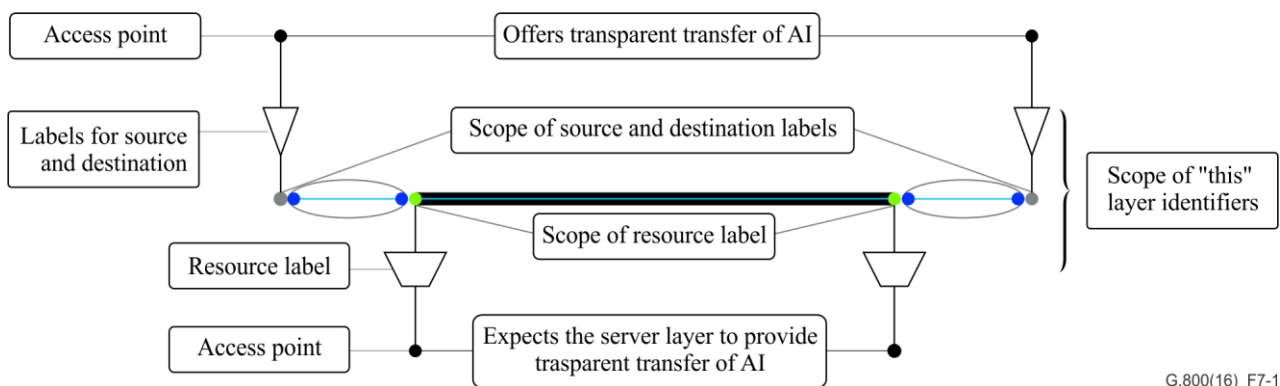 Access point
Offers transparent transfer of AI
Labels for source
and destination
Scope of source and destination labels
Scope of "this"
layer identifiers
Scope of resource label
Resource label
Access point
Expects the server layer to provide
trasparent transfer of AI
G.800(16)_F7-1